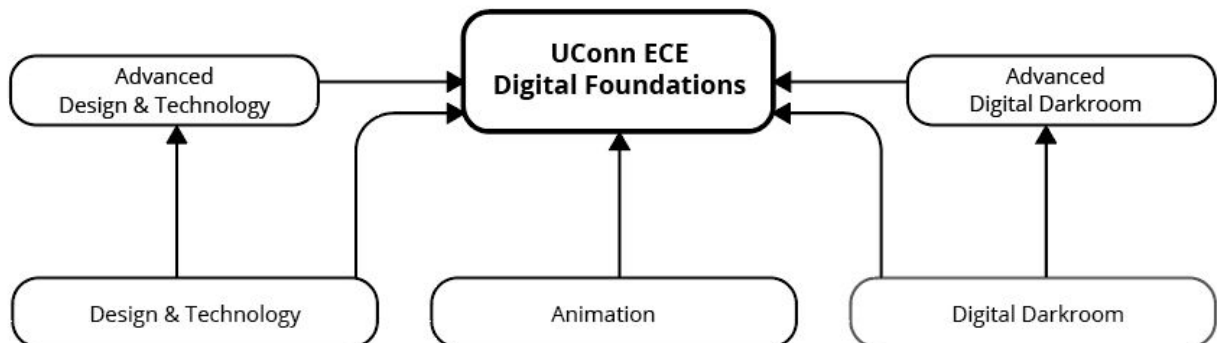 UConn ECE
Digital Foundations
Advanced
Design & Technology
Advanced
Digital Darkroom
Design & Technology
Animation
Digital Darkroom